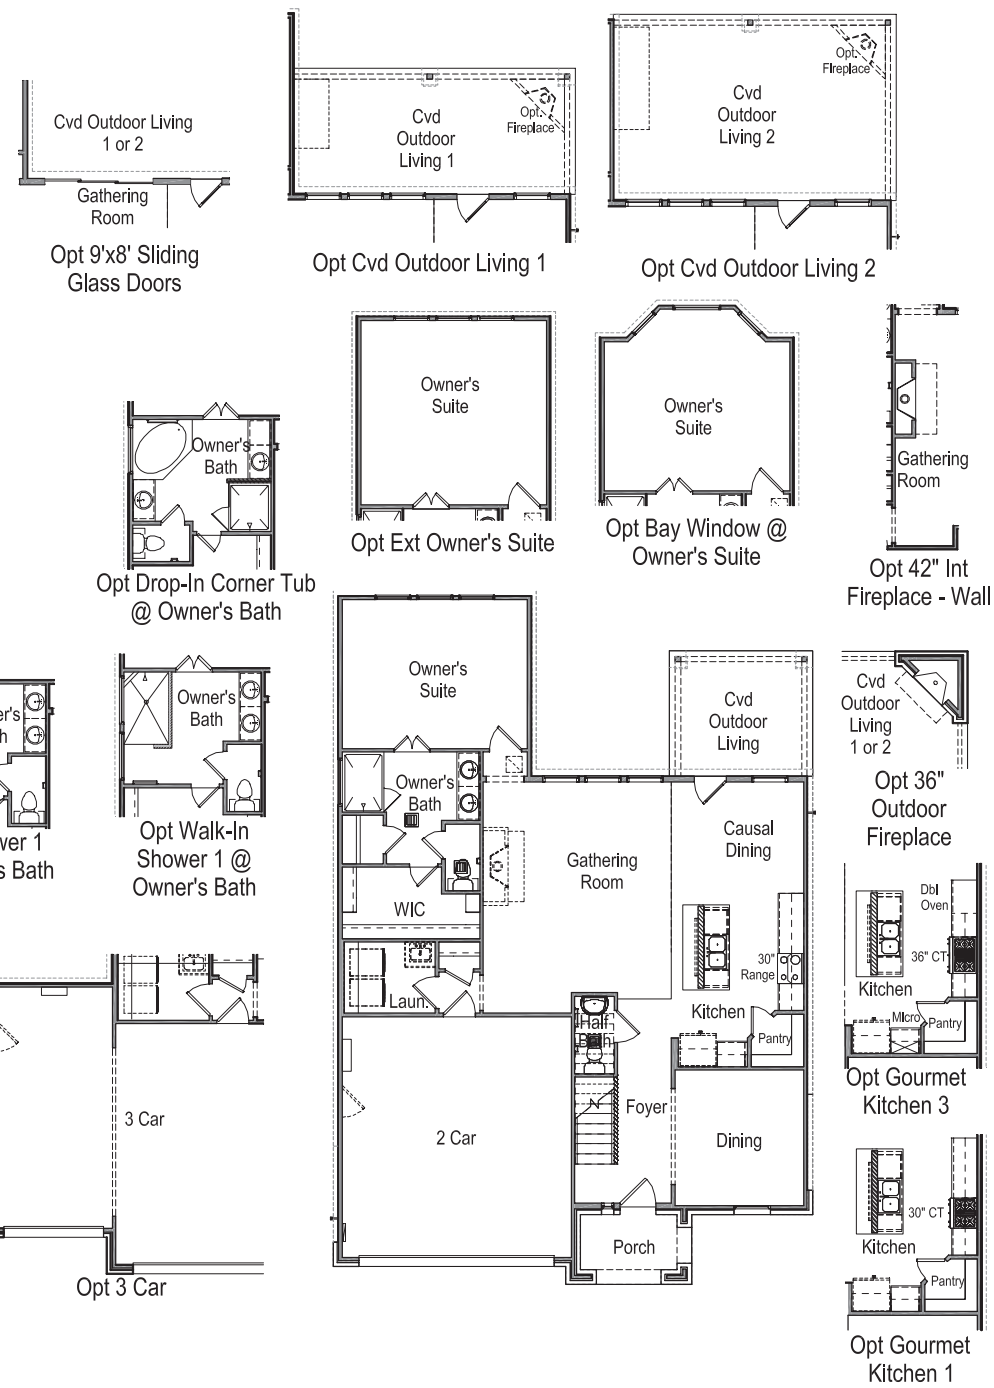 Cvd Outdoor Living
1 or 2
Gathering
Room
Opt 9'x8' Sliding
Glass Doors
Cvd
Outdoor
Living 1
Opt.
Fireplace
Opt Cvd Outdoor Living 1
Cvd
Outdoor
Living 2
Opt.
Fireplace
Opt Cvd Outdoor Living 2
Owner's
Bath
Opt Drop-In Corner Tub
@ Owner's Bath
Owner's
Suite
Opt Ext Owner's Suite
Owner's
Suite
Opt Bay Window @
Owner's Suite
Gathering
Room
Opt 42" Int
Fireplace - Wall
er's
h
wer 1
s Bath
Owner's
Bath
Opt Walk-In
Shower 1 @
Owner's Bath
Owner's
Suite
Cvd
Outdoor
Living
Owner's
Bath
WIC
Laun.
Gathering
Room
Causal
Dining
30"
Range
Kitchen
Pantry
Half
Bath
Foyer
Dining
2 Car
Porch
3 Car
Opt 3 Car
Cvd
Outdoor
Living
1 or 2
Opt 36"
Outdoor
Fireplace
Dbl
Oven
36" CT
Kitchen
Micro
Pantry
Opt Gourmet
Kitchen 3
30" CT
Kitchen
Pantry
Opt Gourmet
Kitchen 1